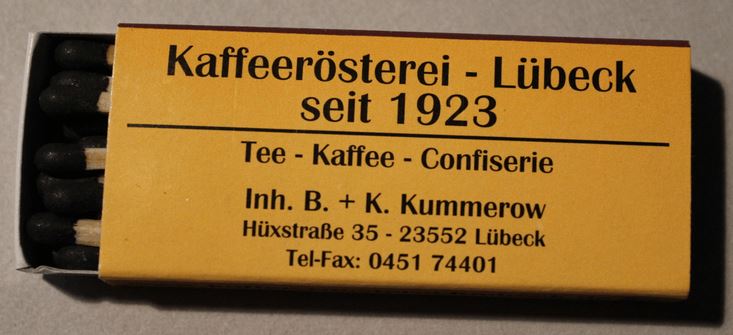 Kaffeerösterei - Lübeck
seit 1923
Tee - Kaffee - Confiserie
Inh. B. + K. Kummerow
Hüxstraße 35 - 23552 Lübeck
Tel-Fax: 0451 74401